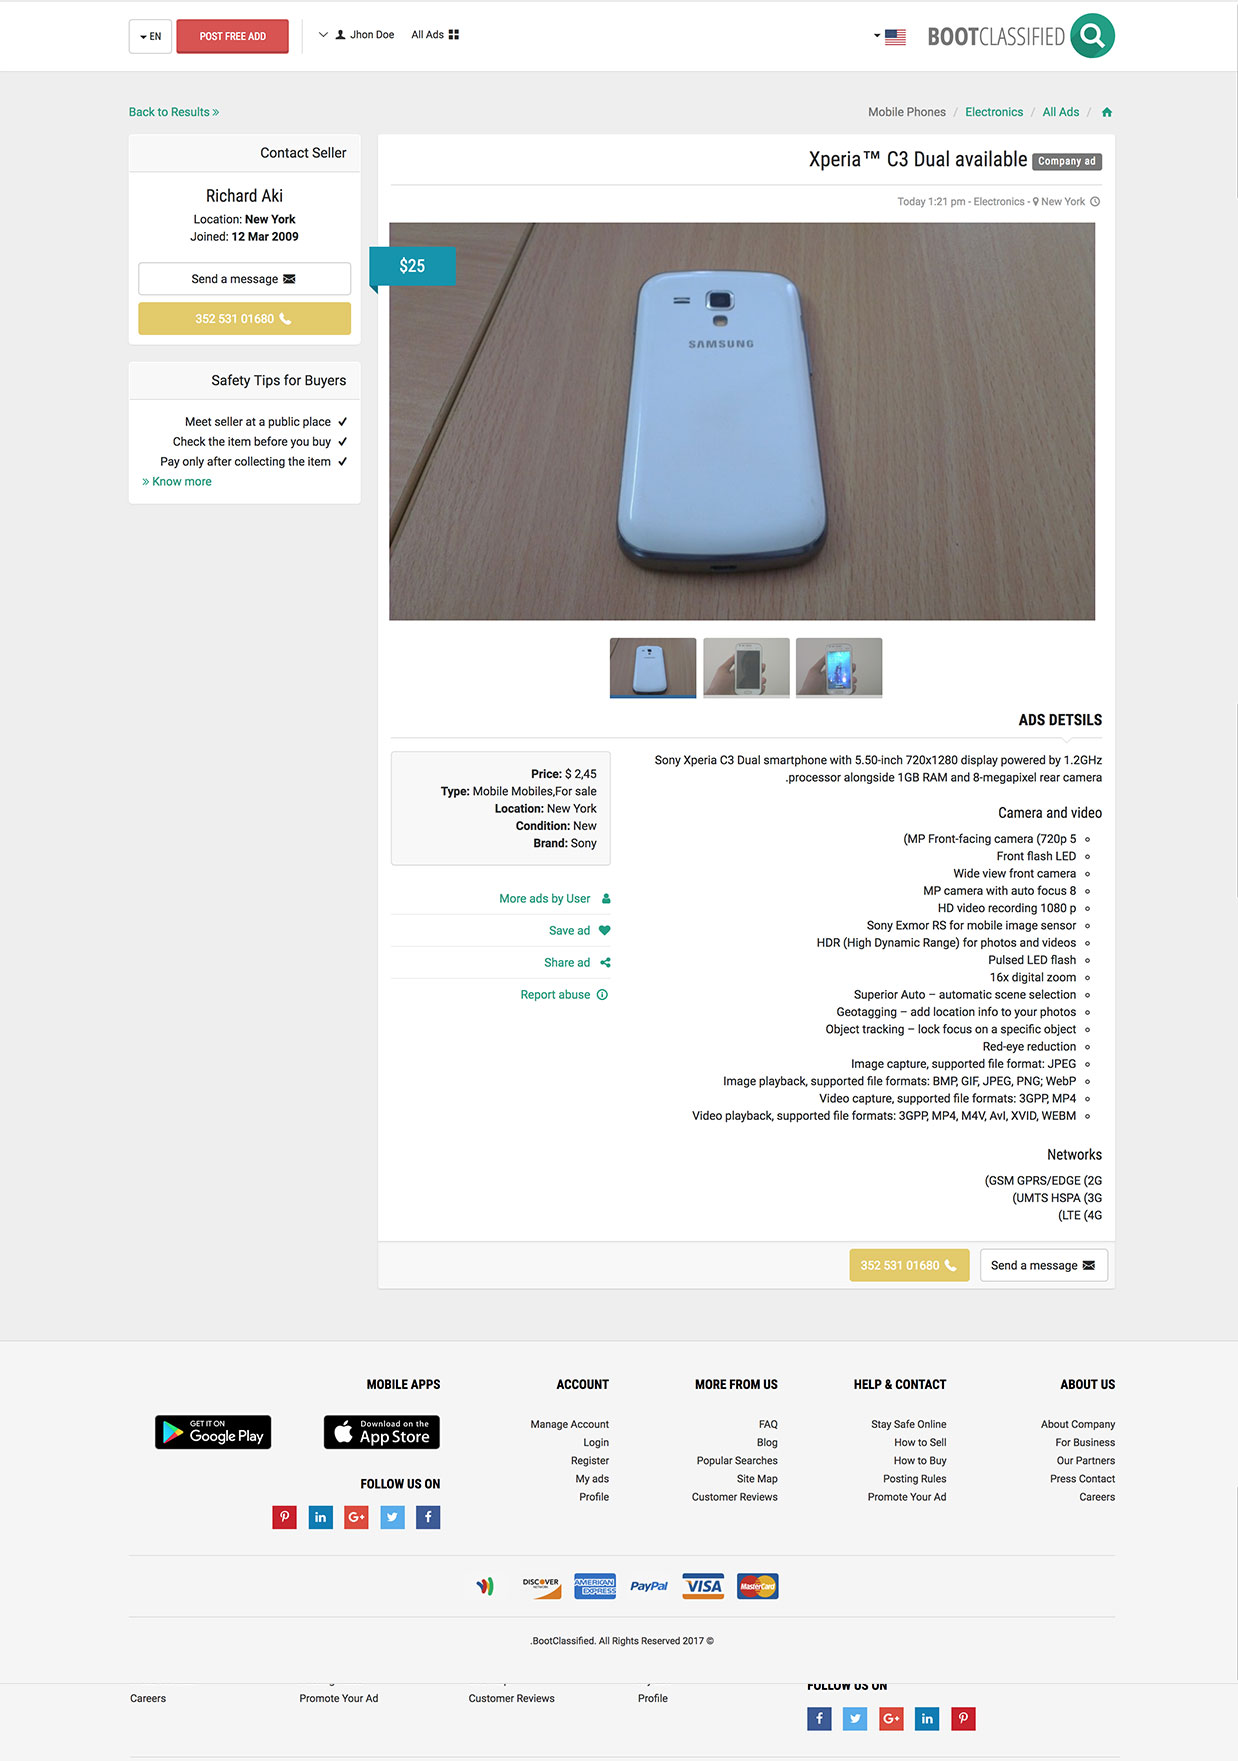 EN
POST FREE ADD
Jhon Doe
All Ads
BOOTCLASSIFIED
Back to Results »
Mobile Phones / Electronics / All Ads /
Contact Seller
Richard Aki
Location: New York
Joined: 12 Mar 2009
Send a message
352 531 01680
Safety Tips for Buyers
Meet seller at a public place
Check the item before you buy
Pay only after collecting the item
» Know more
Xperia™ C3 Dual available Company ad
Today 1:21 pm - Electronics - New York
$25
SAMSUNG
ADS DETSILS
Sony Xperia C3 Dual smartphone with 5.50-inch 720x1280 display powered by 1.2GHz
.processor alongside 1GB RAM and 8-megapixel rear camera
Camera and video
(MP Front-facing camera (720p 5
Front flash LED
Wide view front camera
MP camera with auto focus 8
HD video recording 1080 p
Sony Exmor RS for mobile image sensor
HDR (High Dynamic Range) for photos and videos
Pulsed LED flash
16x digital zoom
Superior Auto – automatic scene selection
Geotagging – add location info to your photos
Object tracking – lock focus on a specific object
Red-eye reduction
Image capture, supported file format: JPEG
Image playback, supported file formats: BMP, GIF, JPEG, PNG; WebP
Video capture, supported file formats: 3GPP, MP4
Video playback, supported file formats: 3GPP, MP4, M4V, AvI, XVID, WEBM
Networks
(GSM GPRS/EDGE (2G
(UMTS HSPA (3G
(LTE (4G
Price: $ 2,45
Type: Mobile Mobiles,For sale
Location: New York
Condition: New
Brand: Sony
More ads by User
Save ad
Share ad
Report abuse
352 531 01680
Send a message
MOBILE APPS
GET IT ON
Google Play
Download on the
App Store
FOLLOW US ON
in
G+
f
ACCOUNT
Manage Account
Login
Register
My ads
Profile
MORE FROM US
FAQ
Blog
Popular Searches
Site Map
Customer Reviews
HELP & CONTACT
Stay Safe Online
How to Sell
How to Buy
Posting Rules
Promote Your Ad
ABOUT US
About Company
For Business
Our Partners
Press Contact
Careers
DISCOVER
NETWORK
AMERICAN
EXPRESS
PayPal
VISA
MasterCard
.BootClassified. All Rights Reserved 2017 ©
FOLLOW US ON
Careers
Promote Your Ad
Customer Reviews
Profile
f
G+
in